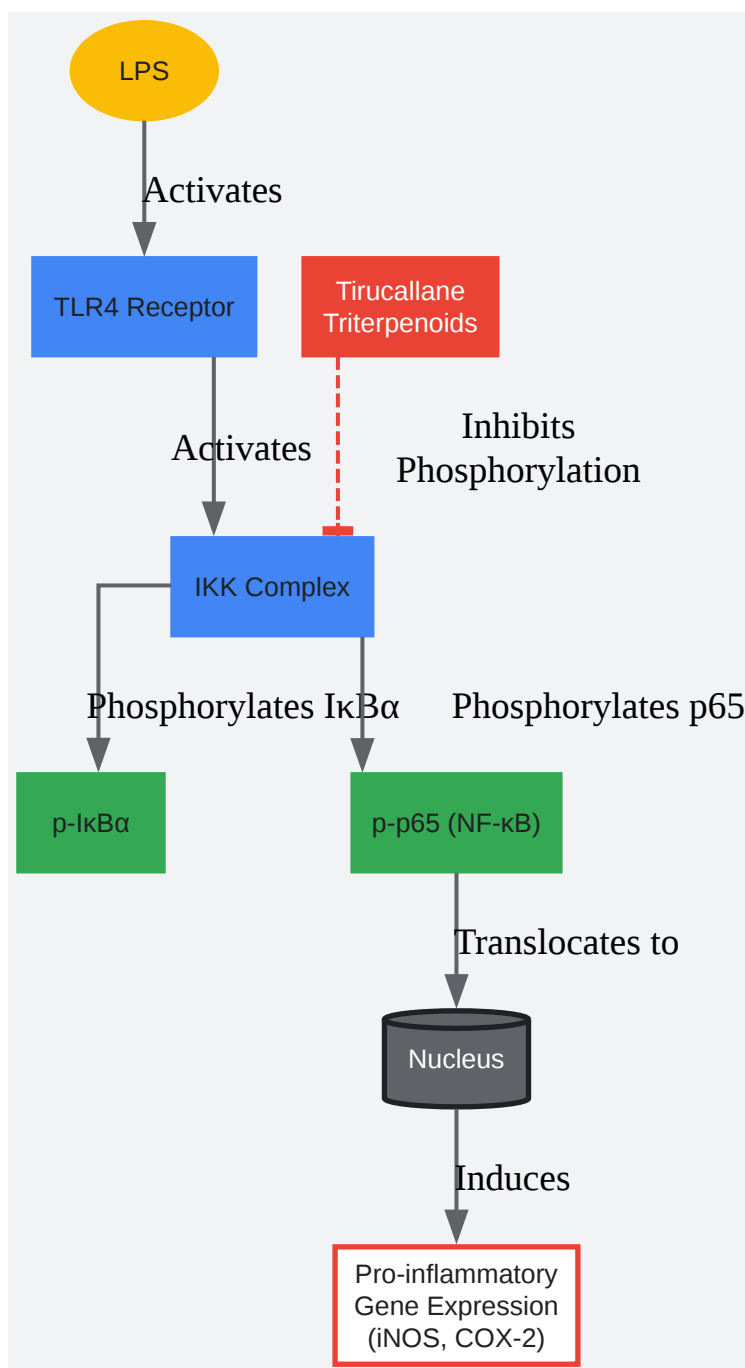 LPS
Activates
TLR4 Receptor
Tirucallane
Triterpenoids
Activates
Inhibits
Phosphorylation
IKK Complex
Phosphorylates IκBα
Phosphorylates p65
p-IκBα
p-p65 (NF-κB)
Translocates to
Nucleus
Induces
Pro-inflammatory
Gene Expression
(iNOS, COX-2)